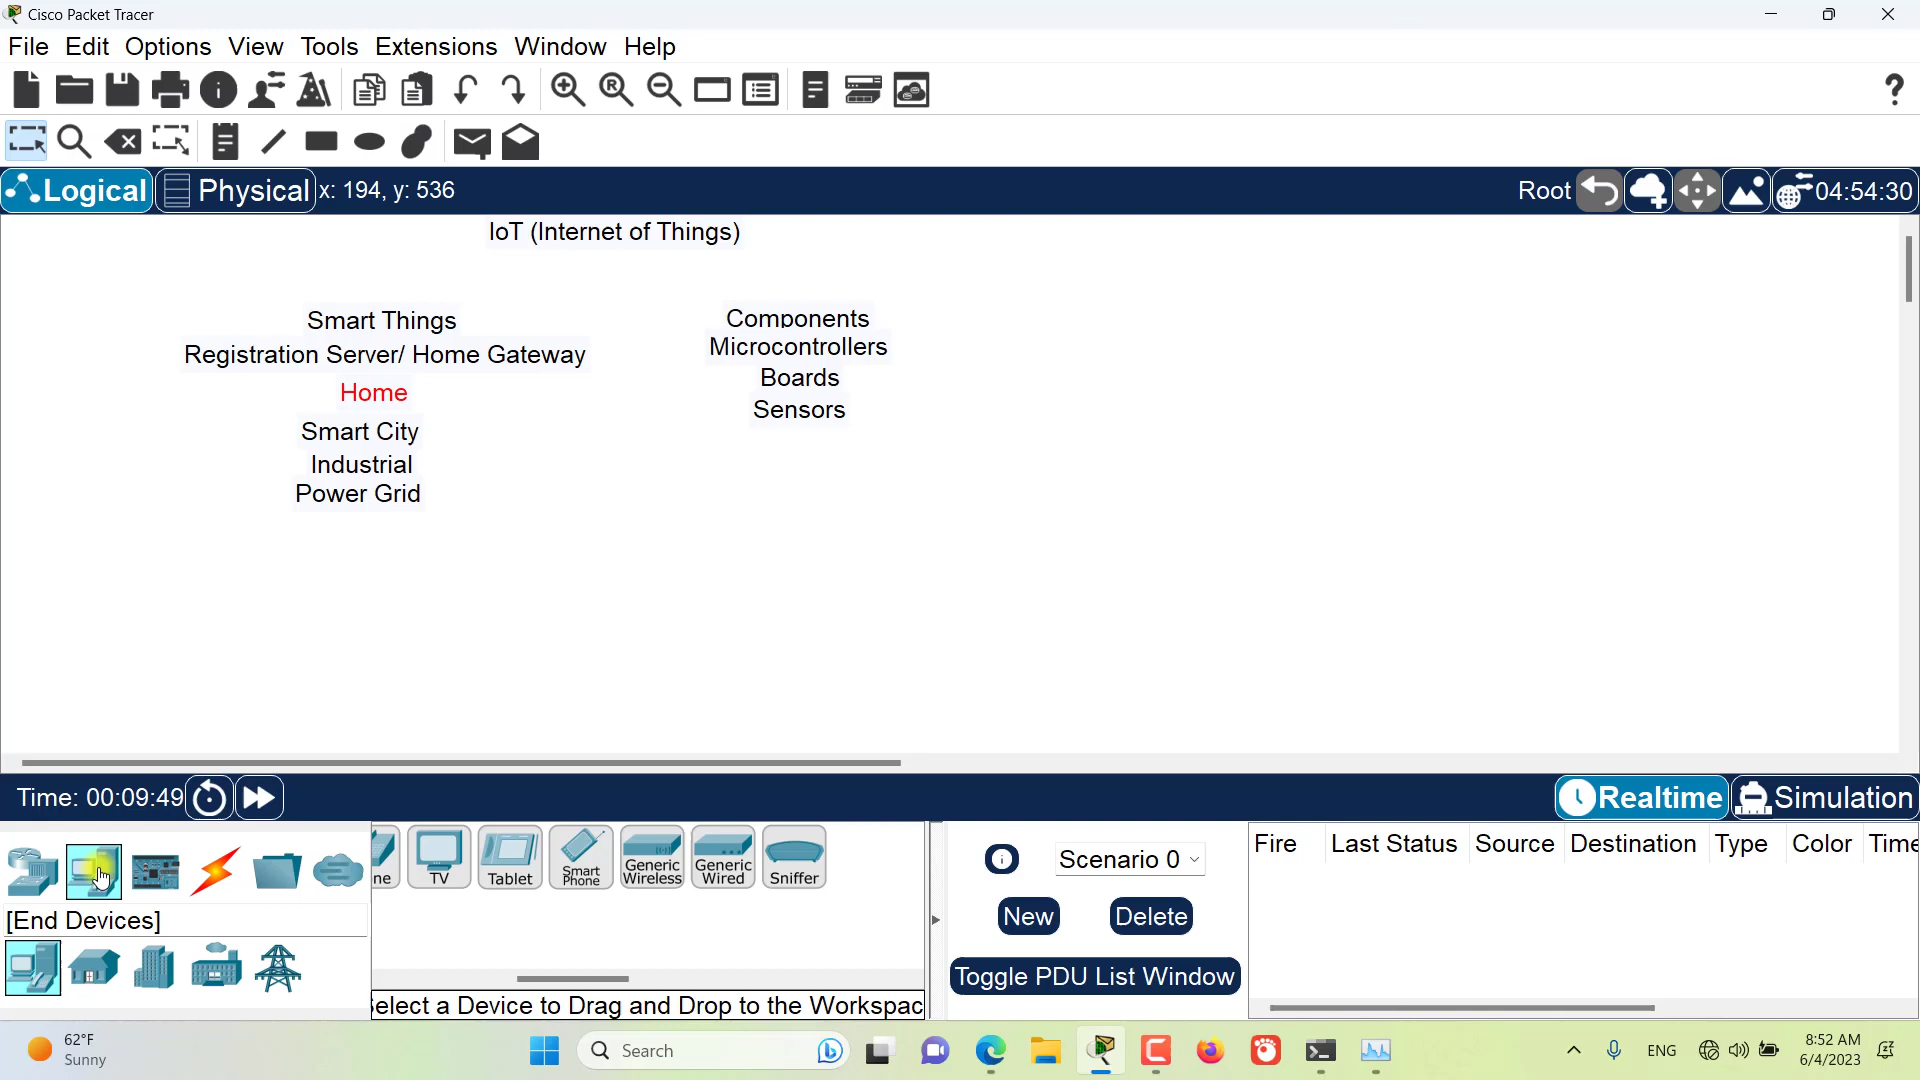 Cisco Packet Tracer
File Edit Options View Tools Extensions Window Help
Logical Physical x: 194, y: 536 Root 04:54:30
IoT (Internet of Things)
Smart Things
Registration Server/ Home Gateway
Home
Smart City
Industrial
Power Grid
Components
Microcontrollers
Boards
Sensors
Time: 00:09:49 Realtime Simulation
[End Devices]
ne TV Tablet Smart Phone Generic Wireless Generic Wired Sniffer
Select a Device to Drag and Drop to the Workspac
Scenario 0
New Delete
Toggle PDU List Window
Fire Last Status Source Destination Type Color Time
62°F
Sunny
Search
ENG
8:52 AM
6/4/2023